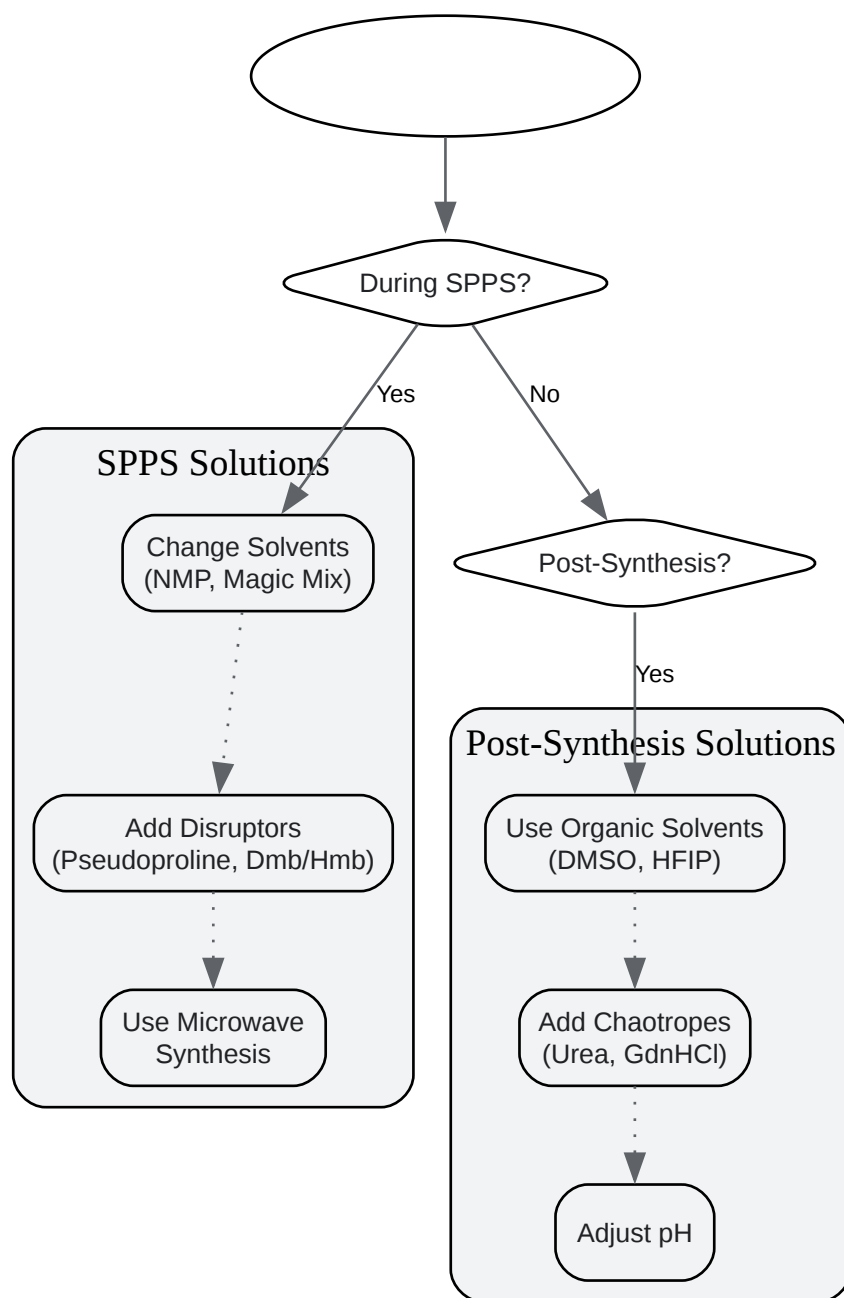 During SPPS?
Yes
No
SPPS Solutions
Change Solvents
(NMP, Magic Mix)
Add Disruptors
(Pseudoproline, Dmb/Hmb)
Use Microwave
Synthesis
Post-Synthesis?
Yes
Post-Synthesis Solutions
Use Organic Solvents
(DMSO, HFIP)
Add Chaotropes
(Urea, GdnHCl)
Adjust pH